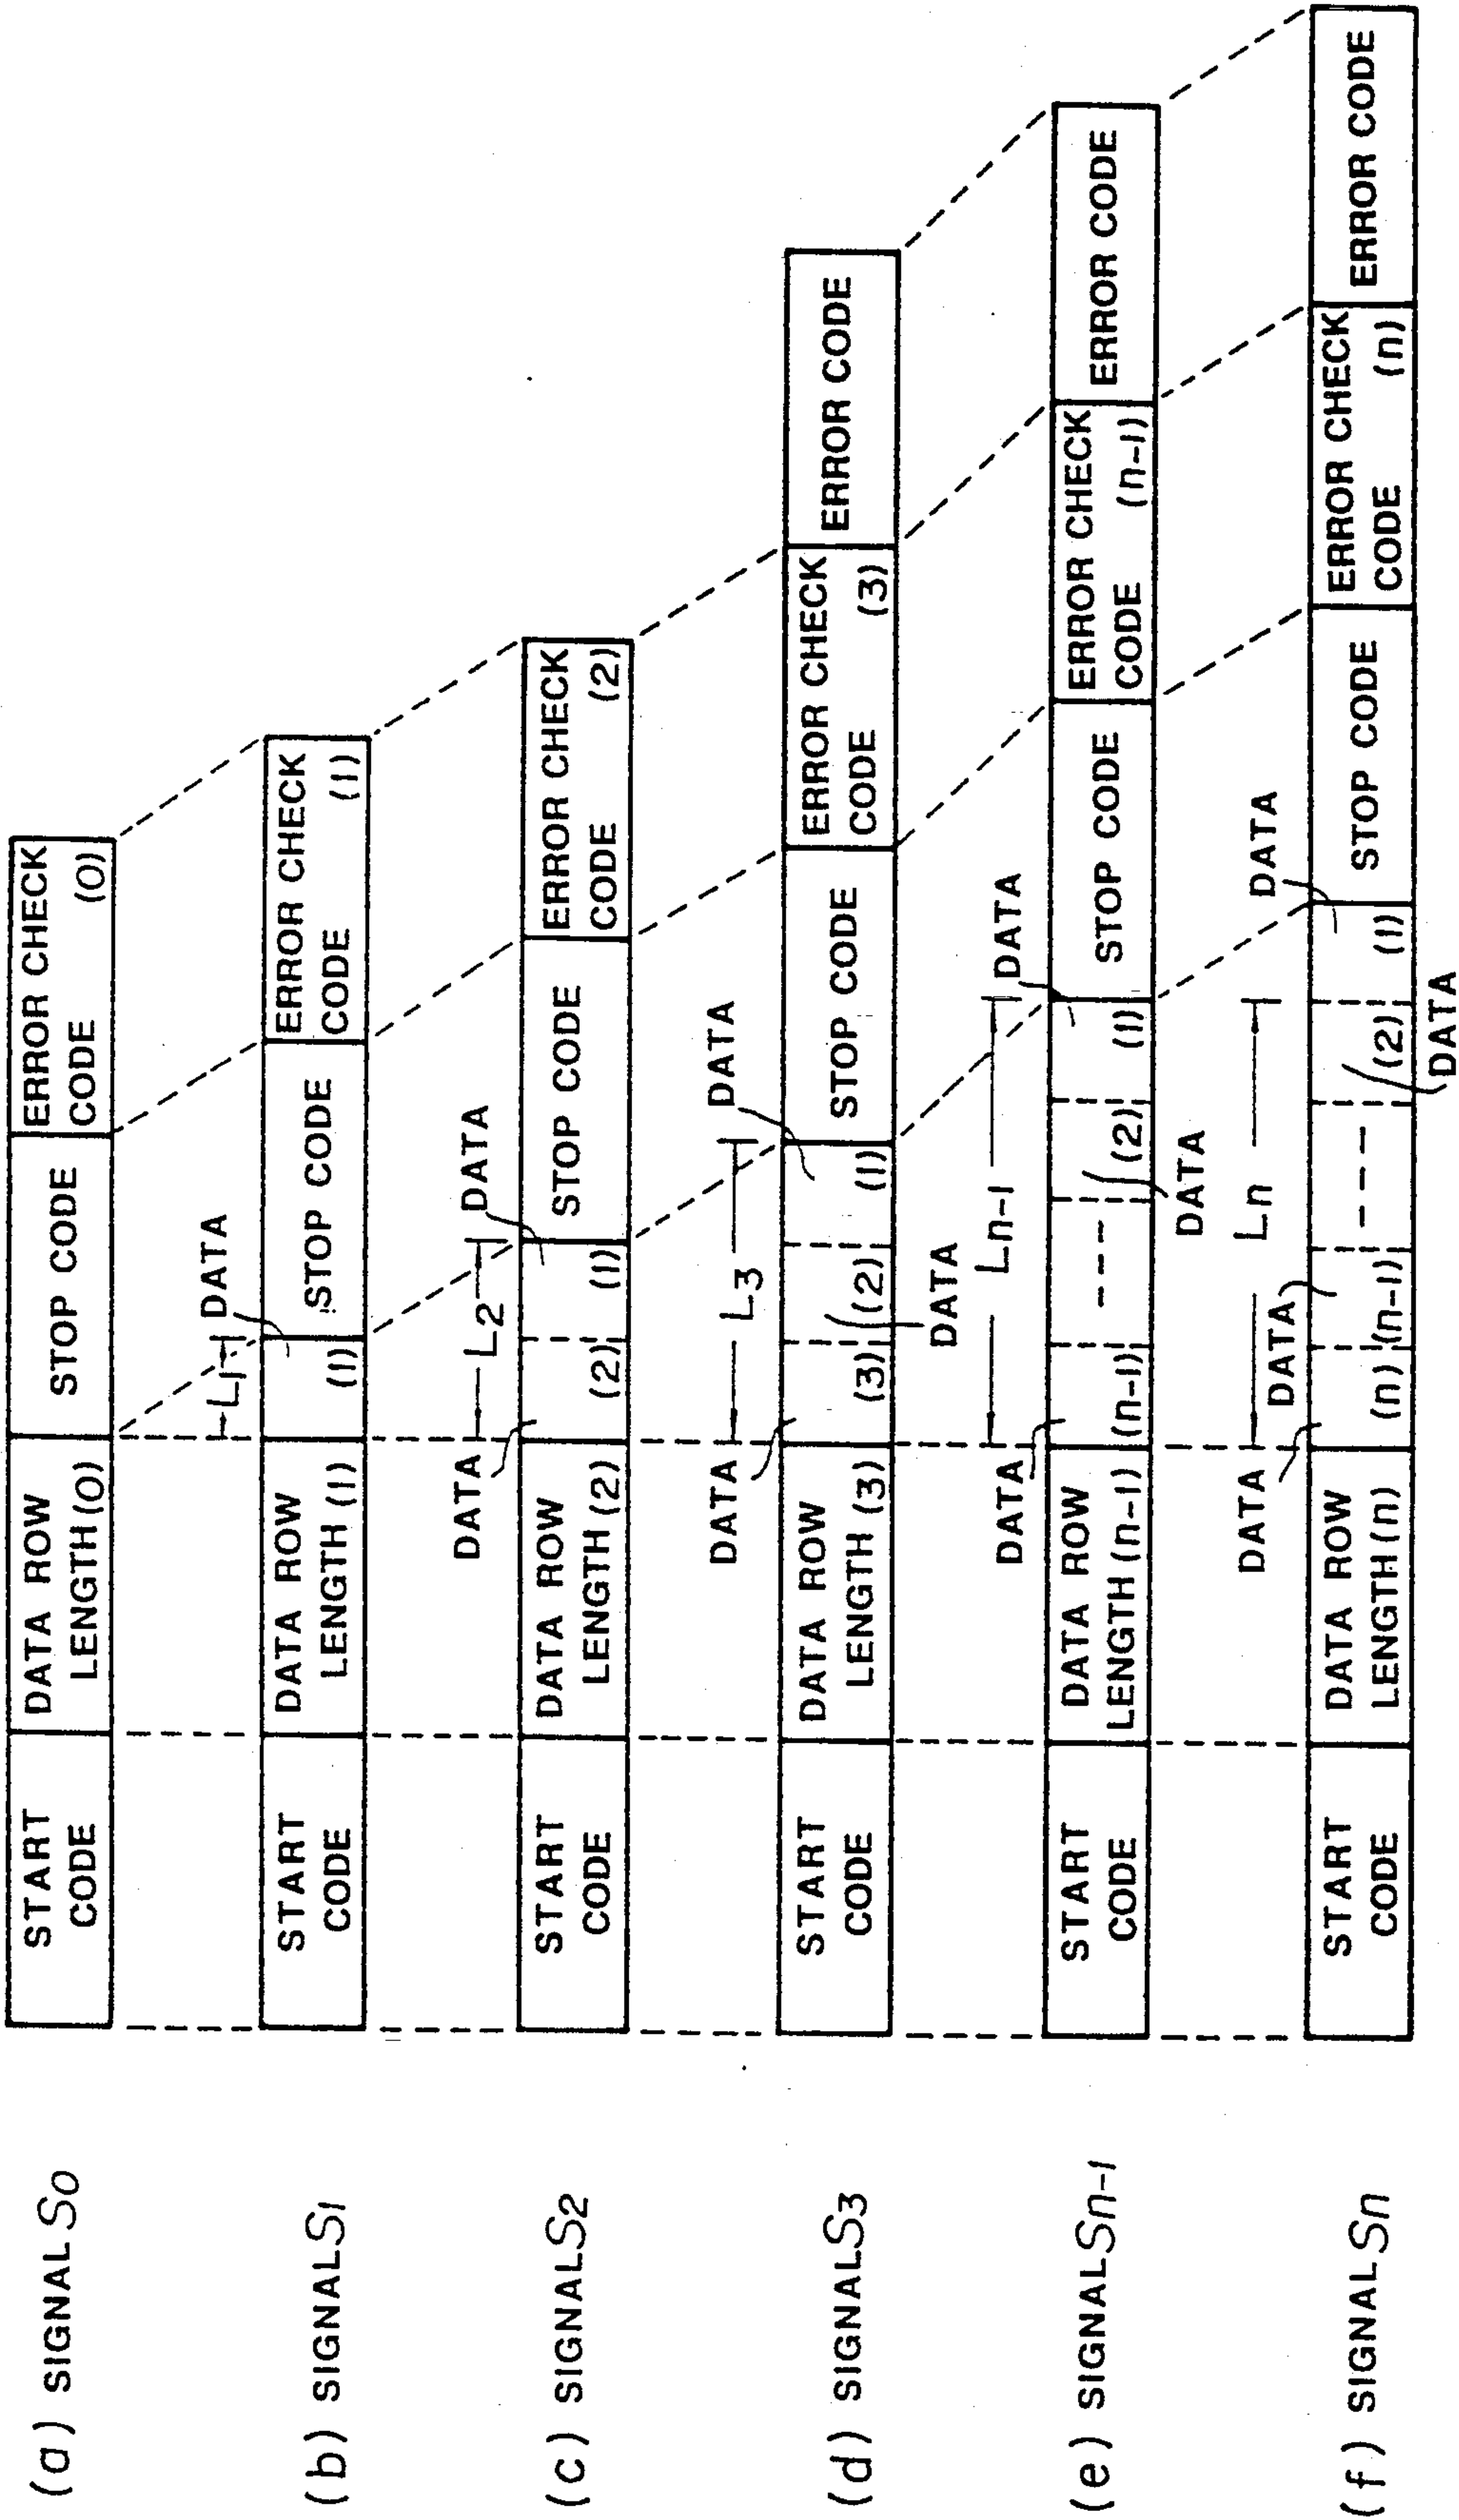 (a) SIGNAL S0
START
CODE
DATA ROW
LENGTH (0)
STOP CODE
ERROR CHECK
CODE (0)
(b) SIGNAL S1
START
CODE
DATA ROW
LENGTH (1)
L1
DATA
(1)
STOP CODE
ERROR CHECK
CODE (1)
(c) SIGNAL S2
START
CODE
DATA ROW
LENGTH (2)
DATA
L2
DATA
(2)
(1)
STOP CODE
ERROR CHECK
CODE (2)
(d) SIGNAL S3
START
CODE
DATA ROW
LENGTH (3)
DATA
L3
DATA
(3)
(2)
(1)
DATA
STOP CODE
ERROR CHECK
CODE (3)
ERROR CODE
(e) SIGNAL Sn-1
START
CODE
DATA ROW
LENGTH (n-1)
DATA
Ln-1
DATA
(n-1)
---
(2)
(1)
DATA
STOP CODE
ERROR CHECK
CODE (n-1)
ERROR CODE
(f) SIGNAL Sn
START
CODE
DATA ROW
LENGTH (n)
DATA
DATA
Ln
DATA
(n)
(n-1)
---
(2)
(1)
DATA
STOP CODE
ERROR CHECK
CODE (n)
ERROR CODE